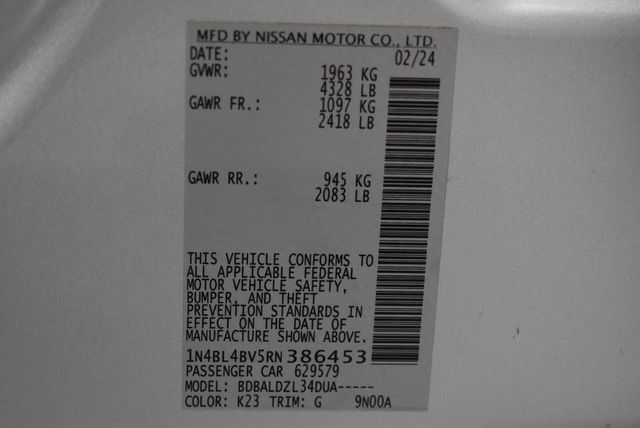 MFD BY NISSAN MOTOR CO., LTD.
DATE: 02/24
GVWR: 1963 KG
4328 LB
GAWR FR.: 1097 KG
2418 LB
GAWR RR.: 945 KG
2083 LB
THIS VEHICLE CONFORMS TO
ALL APPLICABLE FEDERAL
MOTOR VEHICLE SAFETY,
BUMPER, AND THEFT
PREVENTION STANDARDS IN
EFFECT ON THE DATE OF
MANUFACTURE SHOWN ABOVE.
1N4BL4BV5RN386453
PASSENGER CAR 629579
MODEL: BDBALDZL34DUA-----
COLOR: K23 TRIM: G 9N00A